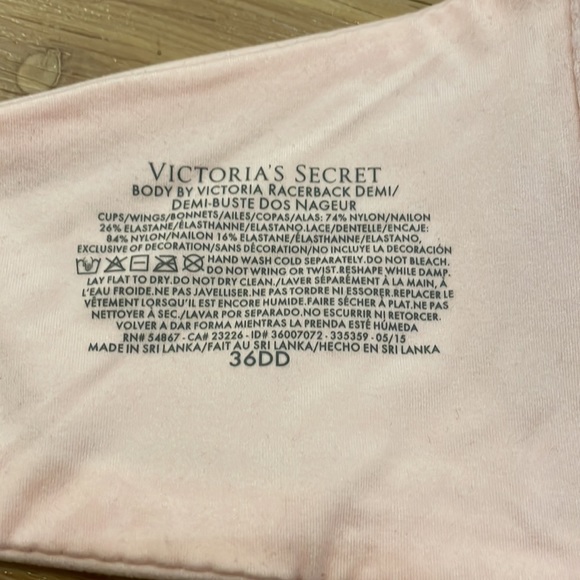 VICTORIA'S SECRET
BODY BY VICTORIA RACERBACK DEMI/
DEMI-BUSTE DOS NAGEUR
CUPS/WINGS/BONNETS/AILES/COPAS/ALAS: 74% NYLON/NAILON
26% ELASTANE/ÉLASTHANNE/ELASTANO.LACE/DENTELLE/ENCAJE:
84% NYLON/NAILON 16% ELASTANE/ÉLASTHANNE/ELASTANO,
EXCLUSIVE OF DECORATION/SANS DÉCORATION/NO INCLUYE LA DECORACIÓN
HAND WASH COLD SEPARATELY.DO NOT BLEACH.
DO NOT WRING OR TWIST.RESHAPE WHILE DAMP.
LAY FLAT TO DRY.DO NOT DRY CLEAN./LAVER SÉPARÉMENT À LA MAIN, À
L'EAU FROIDE.NE PAS JAVELLISER.NE PAS TORDRE NI ESSORER.REPLACER LE
VÊTEMENT LORSQU'IL EST ENCORE HUMIDE.FAIRE SÉCHER À PLAT.NE PAS
NETTOYER À SEC./LAVAR POR SEPARADO.NO ESCURRIR NI RETORCER.
VOLVER A DAR FORMA MIENTRAS LA PRENDA ESTÉ HÚMEDA
RN# 54867 - CA# 23226 - ID# 36007072 - 335359 - 05/15
MADE IN SRI LANKA/FAIT AU SRI LANKA/HECHO EN SRI LANKA
36DD